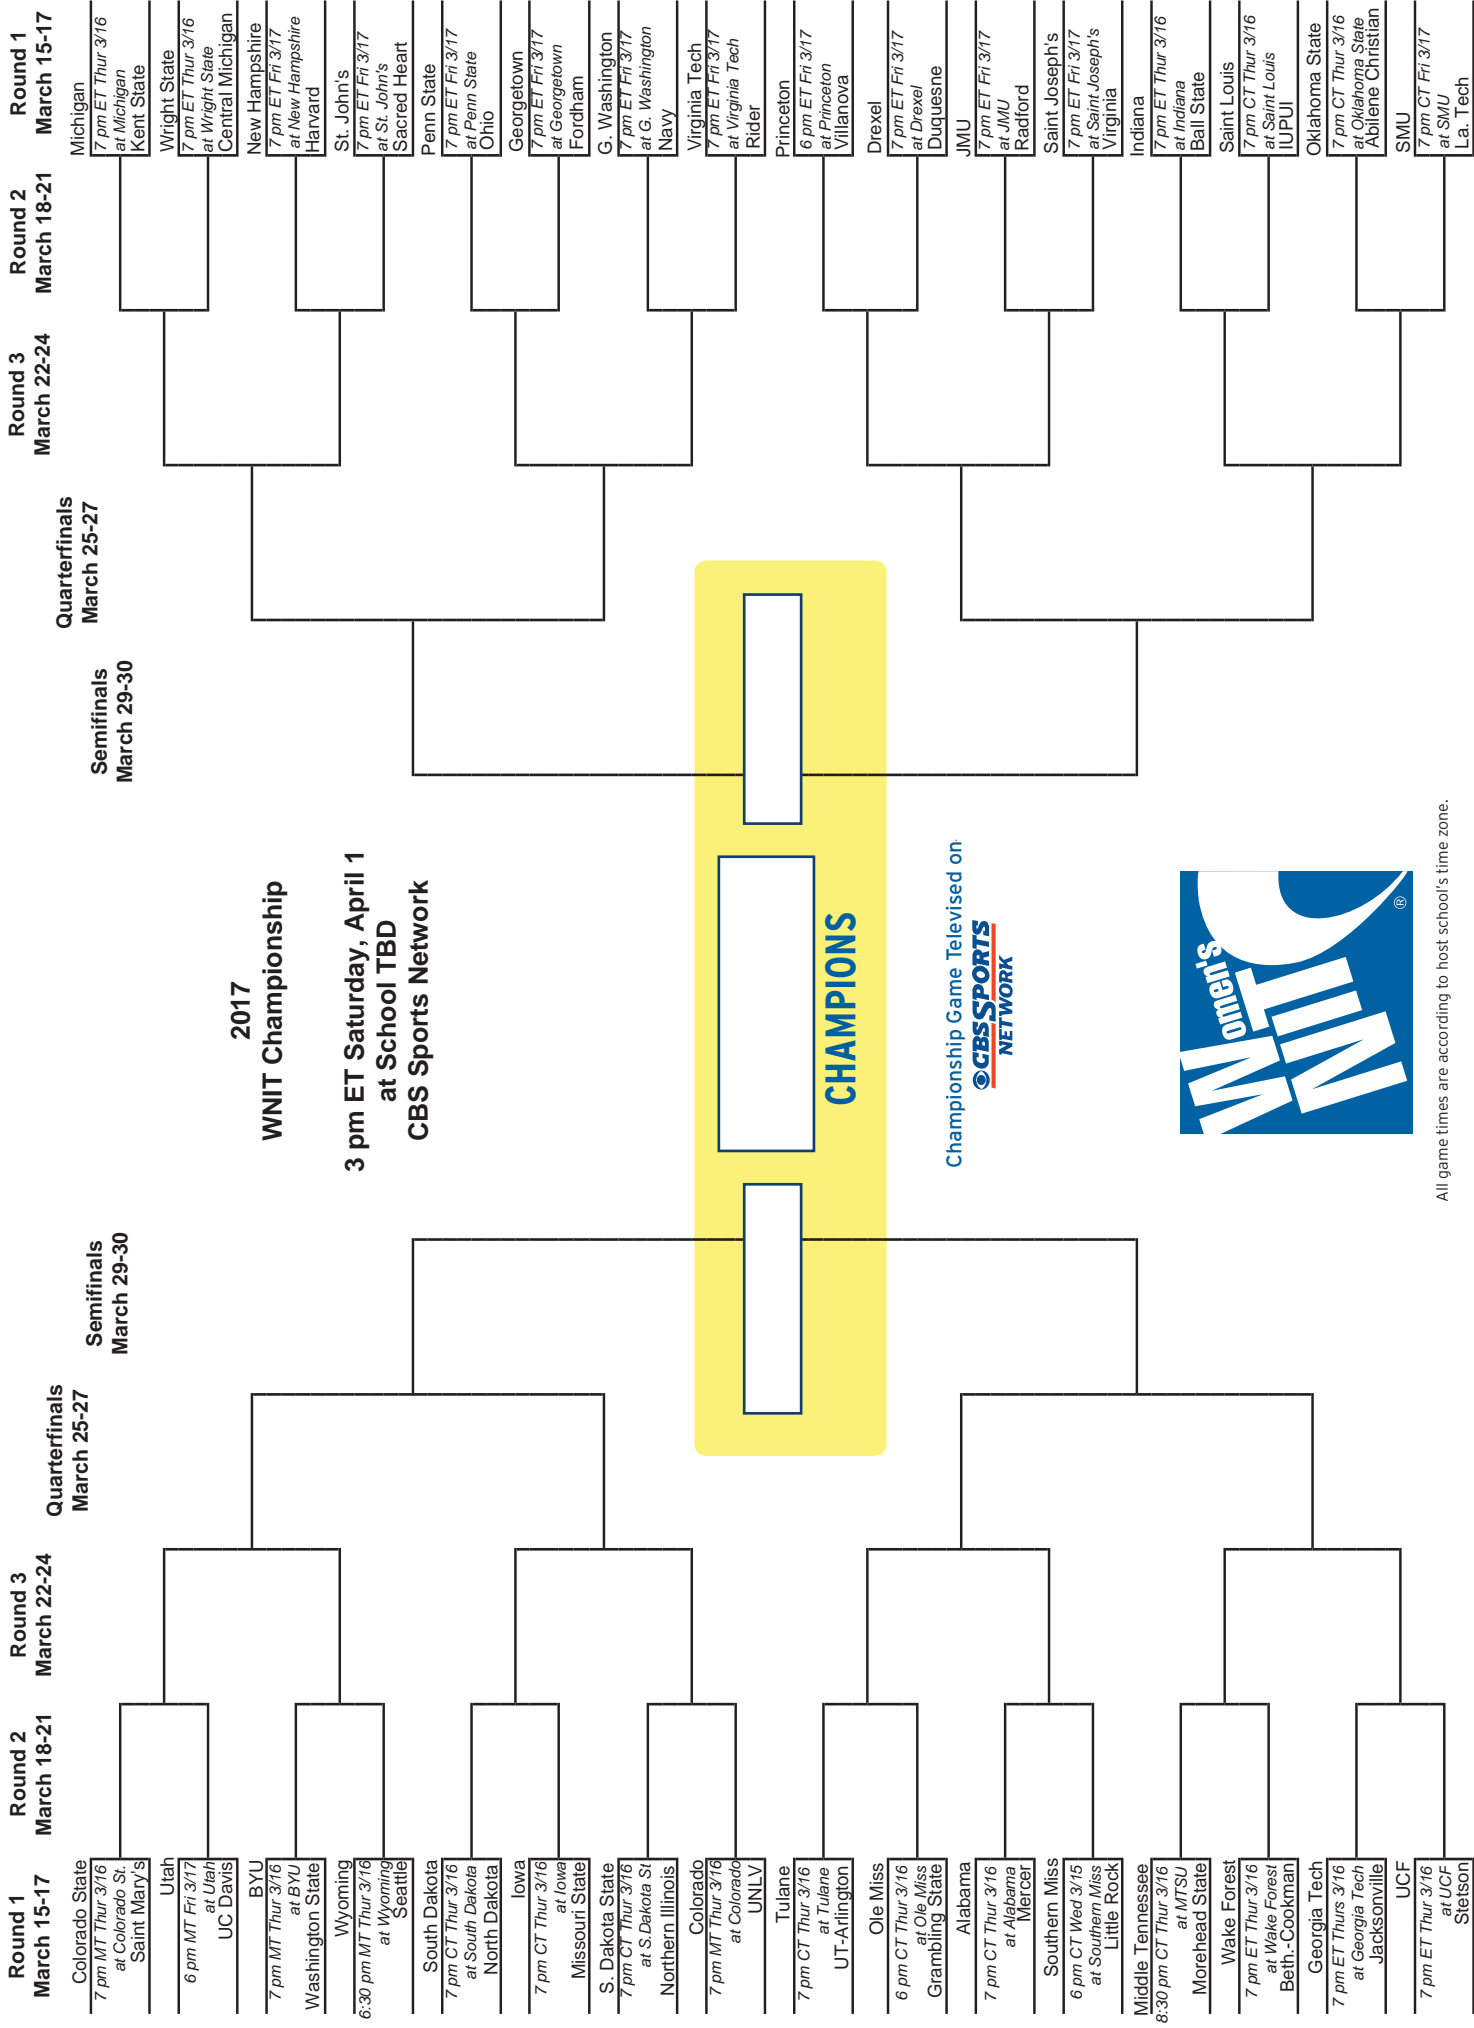 Round 1
March 15-17
Round 2
March 18-21
Round 3
March 22-24
Quarterfinals
March 25-27
Semifinals
March 29-30
Semifinals
March 29-30
Quarterfinals
March 25-27
Round 3
March 22-24
Round 2
March 18-21
Round 1
March 15-17
Colorado State
7 pm MT Thur 3/16
at Colorado St.
Saint Mary's
Utah
6 pm MT Fri 3/17
att Utah
UC Davis
BYU
7 pm MT Thur 3/16
at BYU
Washington State
Wyoming
6:30 pm MT Thur 3/16
at Wyoming
Seattle
South Dakota
7 pm CT Thur 3/16
at South Dakota
North Dakota
Iowa
7 pm CT Thur 3/16
at Iowa
Missouri State
S. Dakota State
7 pm CT Thur 3/16
at S.Dakota St
Northern Illinois
Colorado
7 pm MT Thur 3/16
at Colorado
UNLV
Tulane
7 pm CT Thur 3/16
at Tulane
UT-Arlington
Ole Miss
6 pm CT Thur 3/16
at Ole Miss
Grambling State
Alabama
7 pm CT Thur 3/16
at Alabama
Mercer
Southern Miss
6 pm CT Wed 3/15
at Southern Miss
Little Rock
Middle Tennessee
8:30 pm CT Thur 3/16
at MTSU
Morehead State
Wake Forest
7 pm ET Thur 3/16
at Wake Forest
Beth.-Cookman
Georgia Tech
7 pm ET Thurs 3/16
at Georgia Tech
Jacksonville
UCF
7 pm ET Thur 3/16
at UCF
Stetson
2017
WNIT Championship
3 pm ET Saturday, April 1
at School TBD
CBS Sports Network
CHAMPIONS
Championship Game Televised on
CBS SPORTS
NETWORK
Women's
NIT
®
All game times are according to host school's time zone.
Michigan
7 pm ET Thur 3/16
at Michigan
Kent State
Wright State
7 pm ET Thur 3/16
at Wright State
Central Michigan
New Hampshire
7 pm ET Fri 3/17
at New Hampshire
Harvard
St. John's
7 pm ET Fri 3/17
at St. John's
Sacred Heart
Penn State
7 pm ET Fri 3/17
at Penn State
Ohio
Georgetown
7 pm ET Fri 3/17
at Georgetown
Fordham
G. Washington
7 pm ET Fri 3/17
at G. Washington
Navy
Virginia Tech
7 pm ET Fri 3/17
at Virginia Tech
Rider
Princeton
6 pm ET Fri 3/17
at Princeton
Villanova
Drexel
7 pm ET Fri 3/17
at Drexel
Duquesne
JMU
7 pm ET Fri 3/17
at JMU
Radford
Saint Joseph's
7 pm ET Fri 3/17
at Saint Joseph's
Virginia
Indiana
7 pm ET Thur 3/16
at Indiana
Ball State
Saint Louis
7 pm CT Thur 3/16
at Saint Louis
IUPUI
Oklahoma State
7 pm CT Thur 3/16
at Oklahoma State
Abilene Christian
SMU
7 pm CT Fri 3/17
at SMU
La. Tech